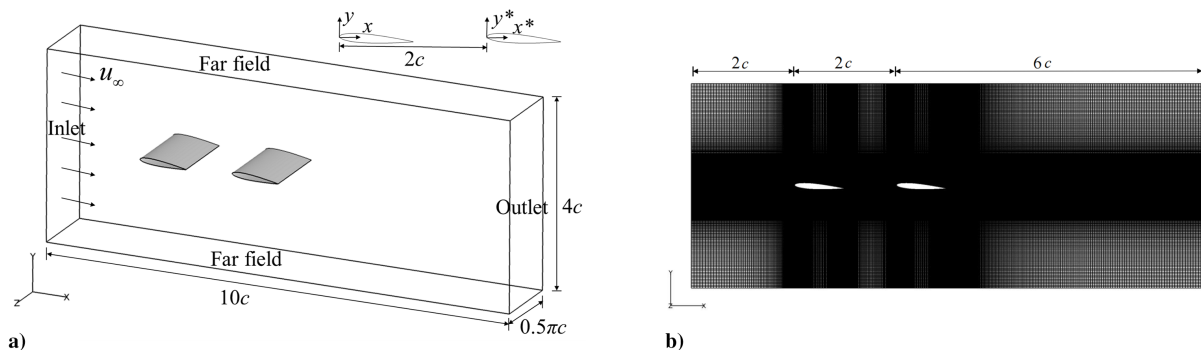 y
x
y*
x*
2c
Far field
u∞
Inlet
Outlet
4c
Far field
10c
0.5πc
Y
Z
X
a)
2c
2c
6c
Y
Z
X
b)